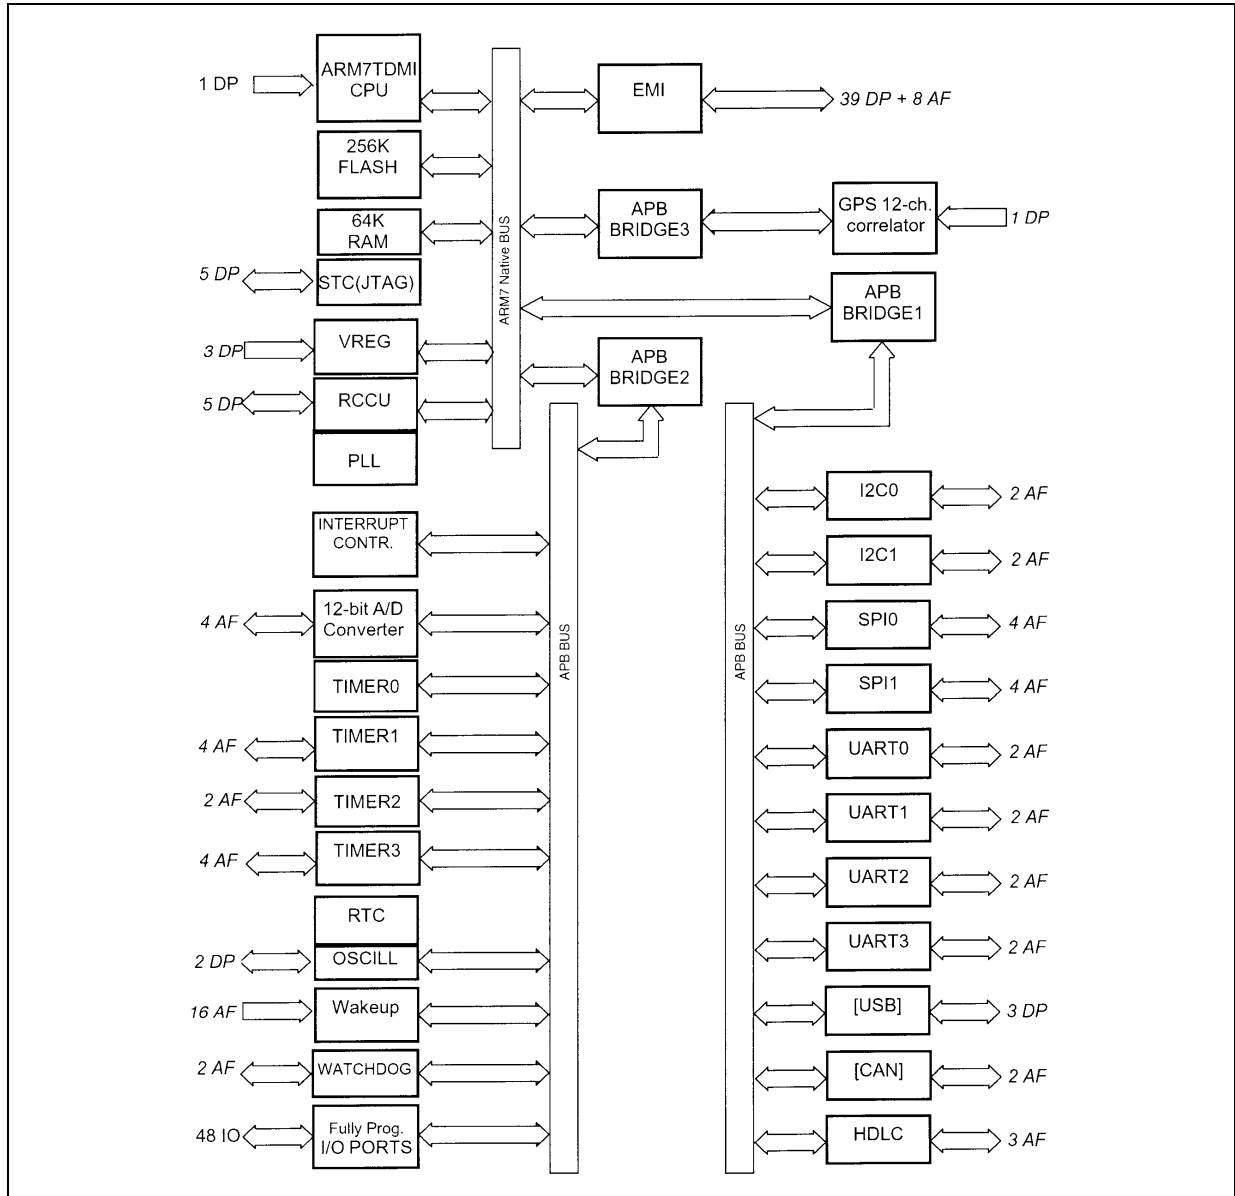 1 DP
ARM7TDMI
CPU
256K
FLASH
64K
RAM
5 DP
STC(JTAG)
3 DP
VREG
5 DP
RCCU
PLL
ARM7 Native BUS
EMI
39 DP + 8 AF
APB
BRIDGE3
GPS 12-ch.
correlator
1 DP
APB
BRIDGE1
APB
BRIDGE2
INTERRUPT
CONTR.
4 AF
12-bit A/D
Converter
TIMER0
4 AF
TIMER1
2 AF
TIMER2
4 AF
TIMER3
RTC
2 DP
OSCILL
16 AF
Wakeup
2 AF
WATCHDOG
48 IO
Fully Prog.
I/O PORTS
APB BUS
APB BUS
I2C0
2 AF
I2C1
2 AF
SPI0
4 AF
SPI1
4 AF
UART0
2 AF
UART1
2 AF
UART2
2 AF
UART3
2 AF
[USB]
3 DP
[CAN]
2 AF
HDLC
3 AF